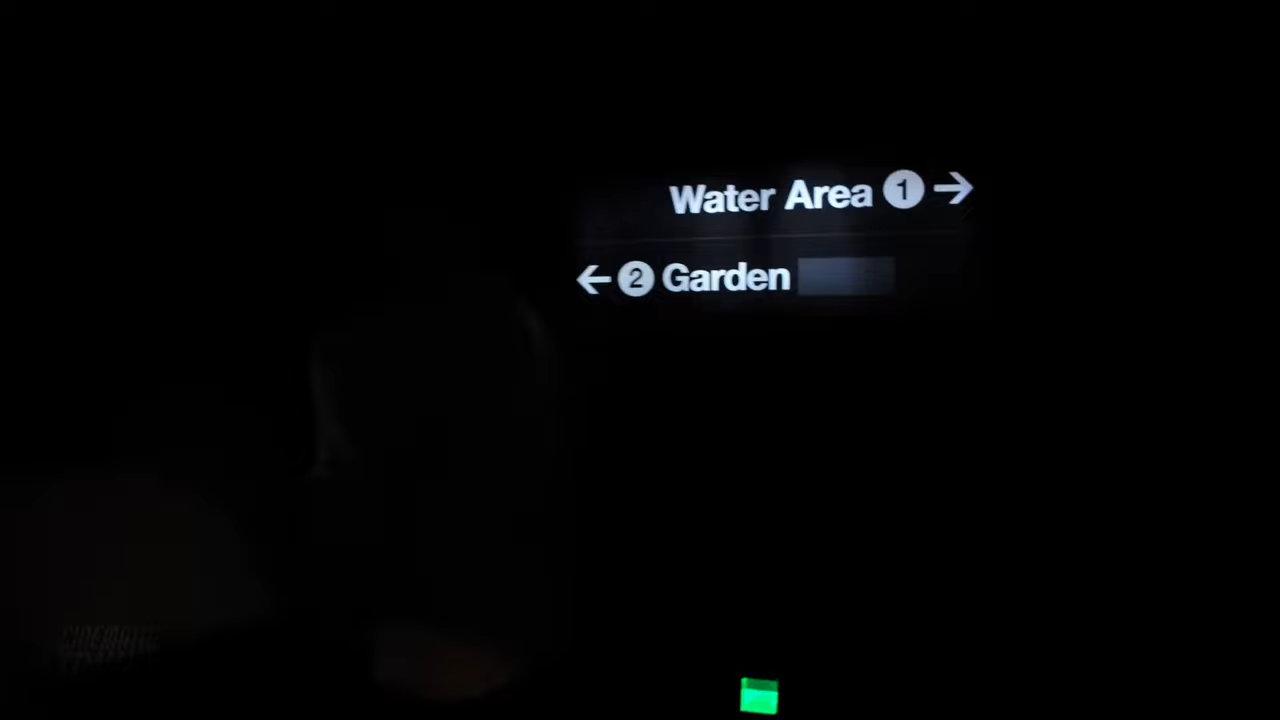 Water Area 1 →
← 2 Garden